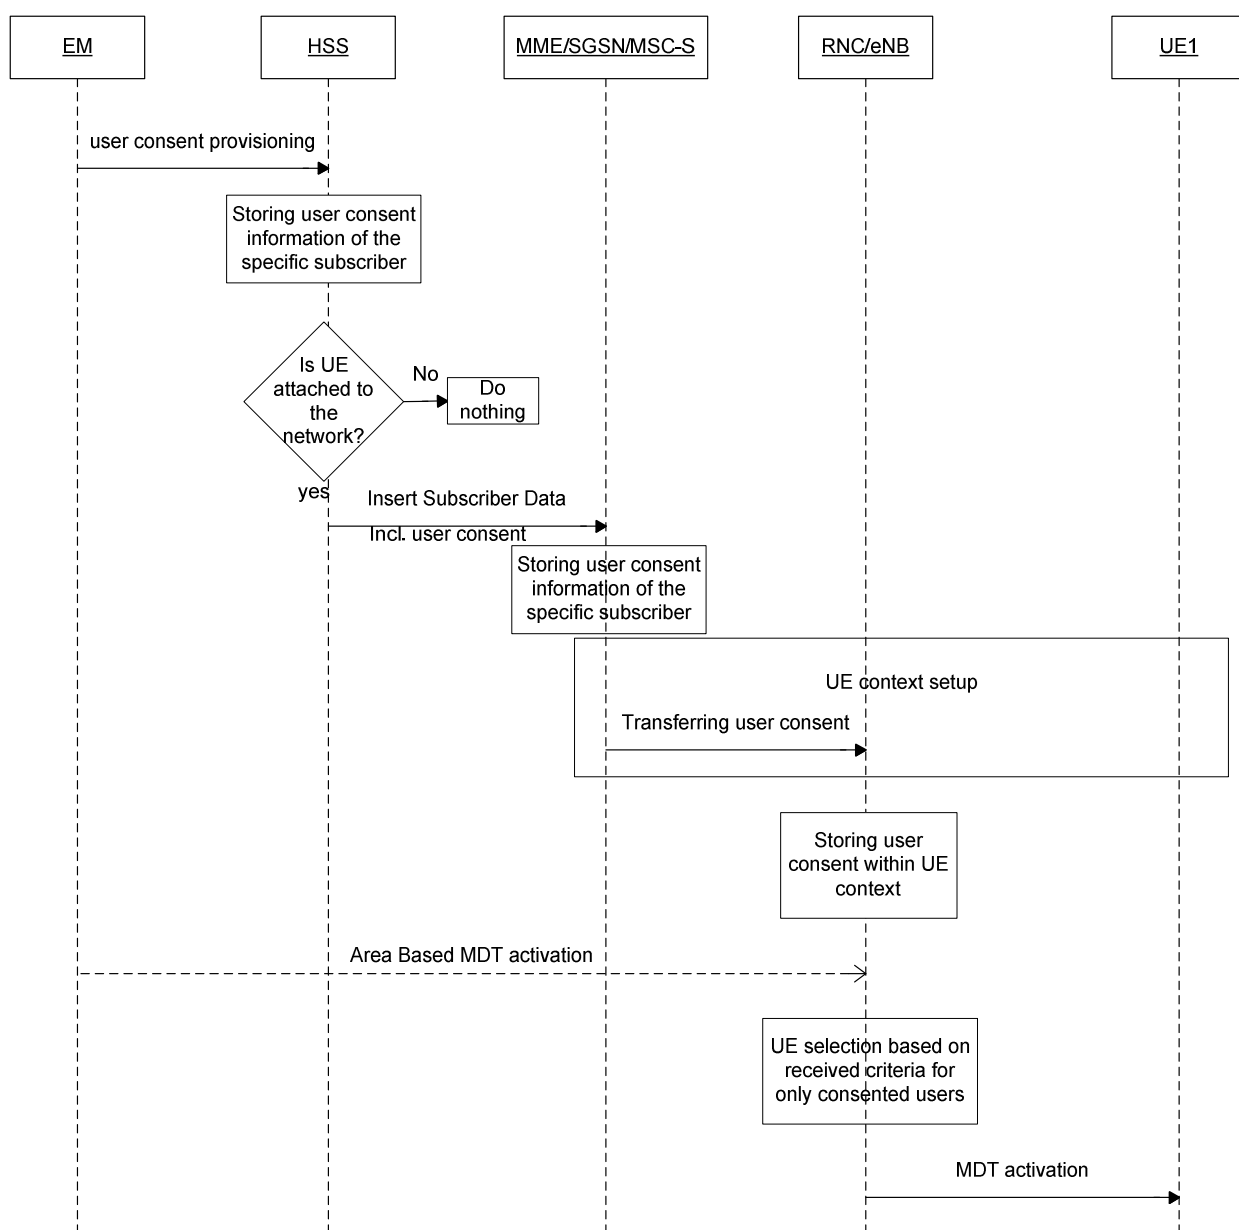 EM
HSS
MME/SGSN/MSC-S
RNC/eNB
UE1
user consent provisioning
Storing user consent
information of the
specific subscriber
Is UE
attached to
the
network?
No
Do
nothing
yes
Insert Subscriber Data
Incl. user consent
Storing user consent
information of the
specific subscriber
UE context setup
Transferring user consent
Storing user
consent within UE
context
Area Based MDT activation
UE selection based on
received criteria for
only consented users
MDT activation